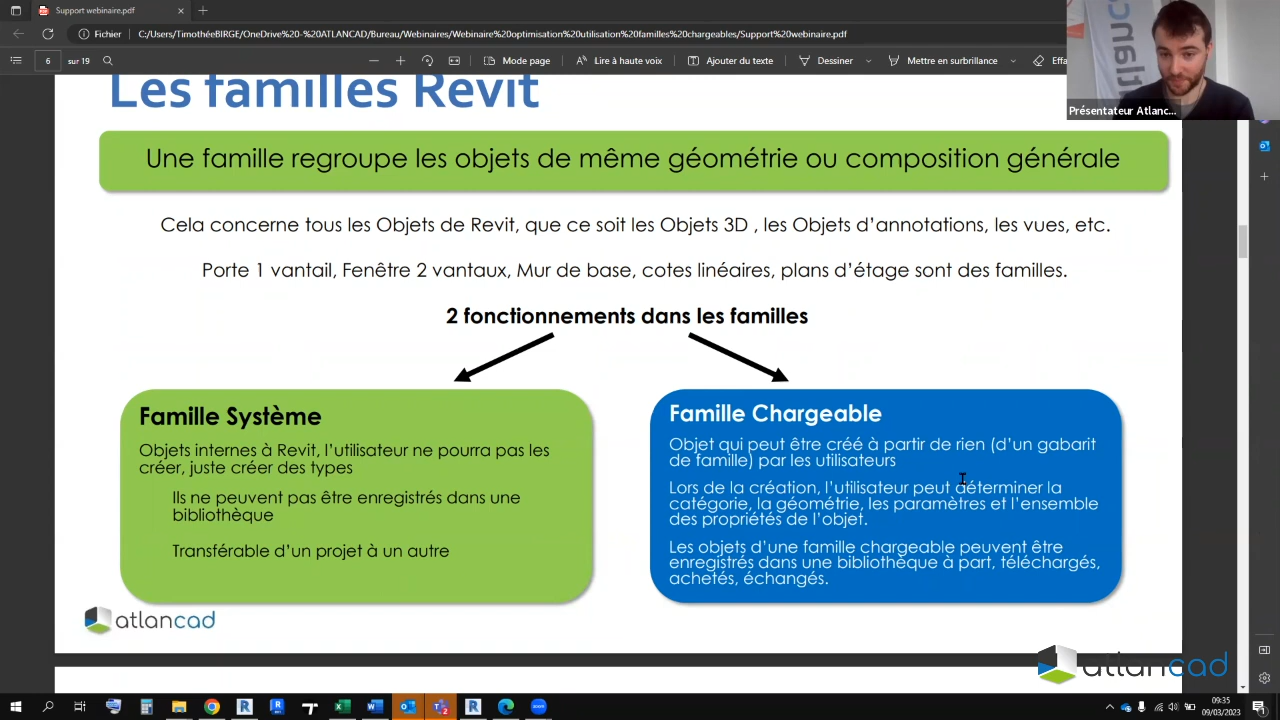 Support webinaire.pdf
Fichier
C:/Users/TimothéeBIRGE/OneDrive%20-%20ATLANCAD/Bureau/Webinaires/Webinaire%20optimisation%20utilisation%20familles%20chargeables/Support%20webinaire.pdf
6 sur 19
Mode page
Lire à haute voix
Ajouter du texte
Dessiner
Mettre en surbrillance
Effa
Présentateur Atlanc...
Les familles Revit
Une famille regroupe les objets de même géométrie ou composition générale
Cela concerne tous les Objets de Revit, que ce soit les Objets 3D , les Objets d’annotations, les vues, etc.
Porte 1 vantail, Fenêtre 2 vantaux, Mur de base, cotes linéaires, plans d’étage sont des familles.
2 fonctionnements dans les familles
Famille Système
Objets internes à Revit, l’utilisateur ne pourra pas les
créer, juste créer des types
Ils ne peuvent pas être enregistrés dans une
bibliothèque
Transférable d’un projet à un autre
Famille Chargeable
Objet qui peut être créé à partir de rien (d’un gabarit
de famille) par les utilisateurs
Lors de la création, l’utilisateur peut déterminer la
catégorie, la géométrie, les paramètres et l’ensemble
des propriétés de l’objet.
Les objets d’une famille chargeable peuvent être
enregistrés dans une bibliothèque à part, téléchargés,
achetés, échangés.
atlancad
atlancad
09:35
09/03/2023